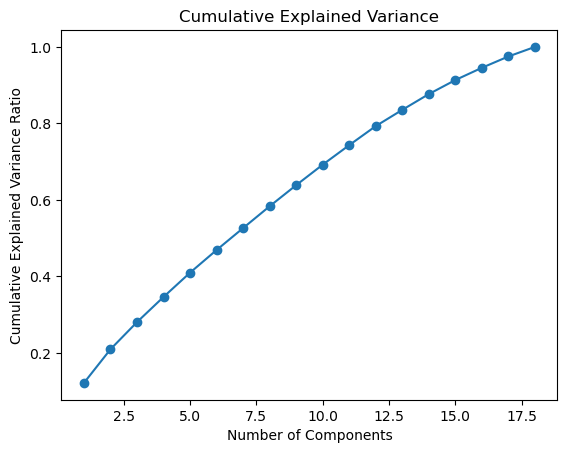 Cumulative Explained Variance
Cumulative Explained Variance Ratio
1.0
0.8
0.6
0.4
0.2
2.5 5.0 7.5 10.0 12.5 15.0 17.5
Number of Components